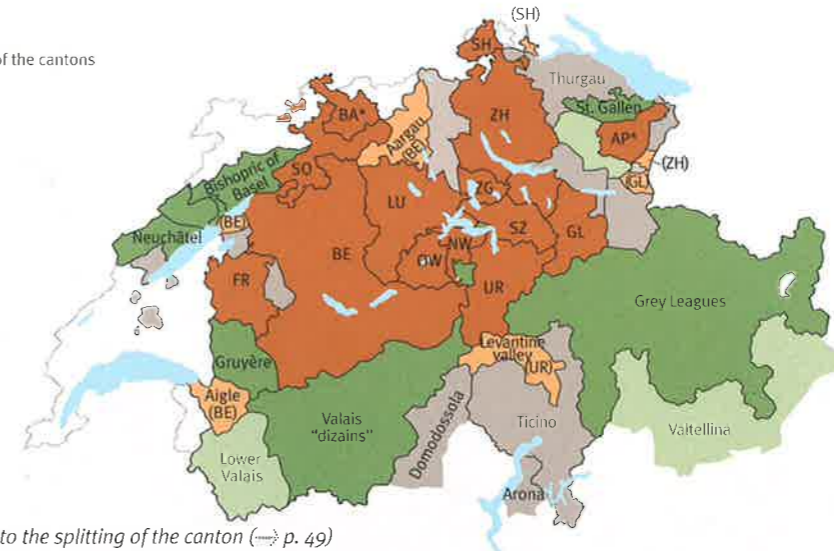 of the cantons
(SH)
SH
Thurgau
BA*
ZH
St. Gallen
Aargau
(BE)
AP*
(ZH)
Bishopric of
Basel
SO
(GL)
LU
ZG
(BE)
Neuchâtel
SZ
GL
BE
NW
OW
FR
UR
Grey Leagues
Gruyère
Levantine
valley
(UR)
Aigle
(BE)
Valais
"dizains"
Domodossola
Ticino
Valtellina
Lower
Valais
Arona
to the splitting of the canton (⤑ p. 49)